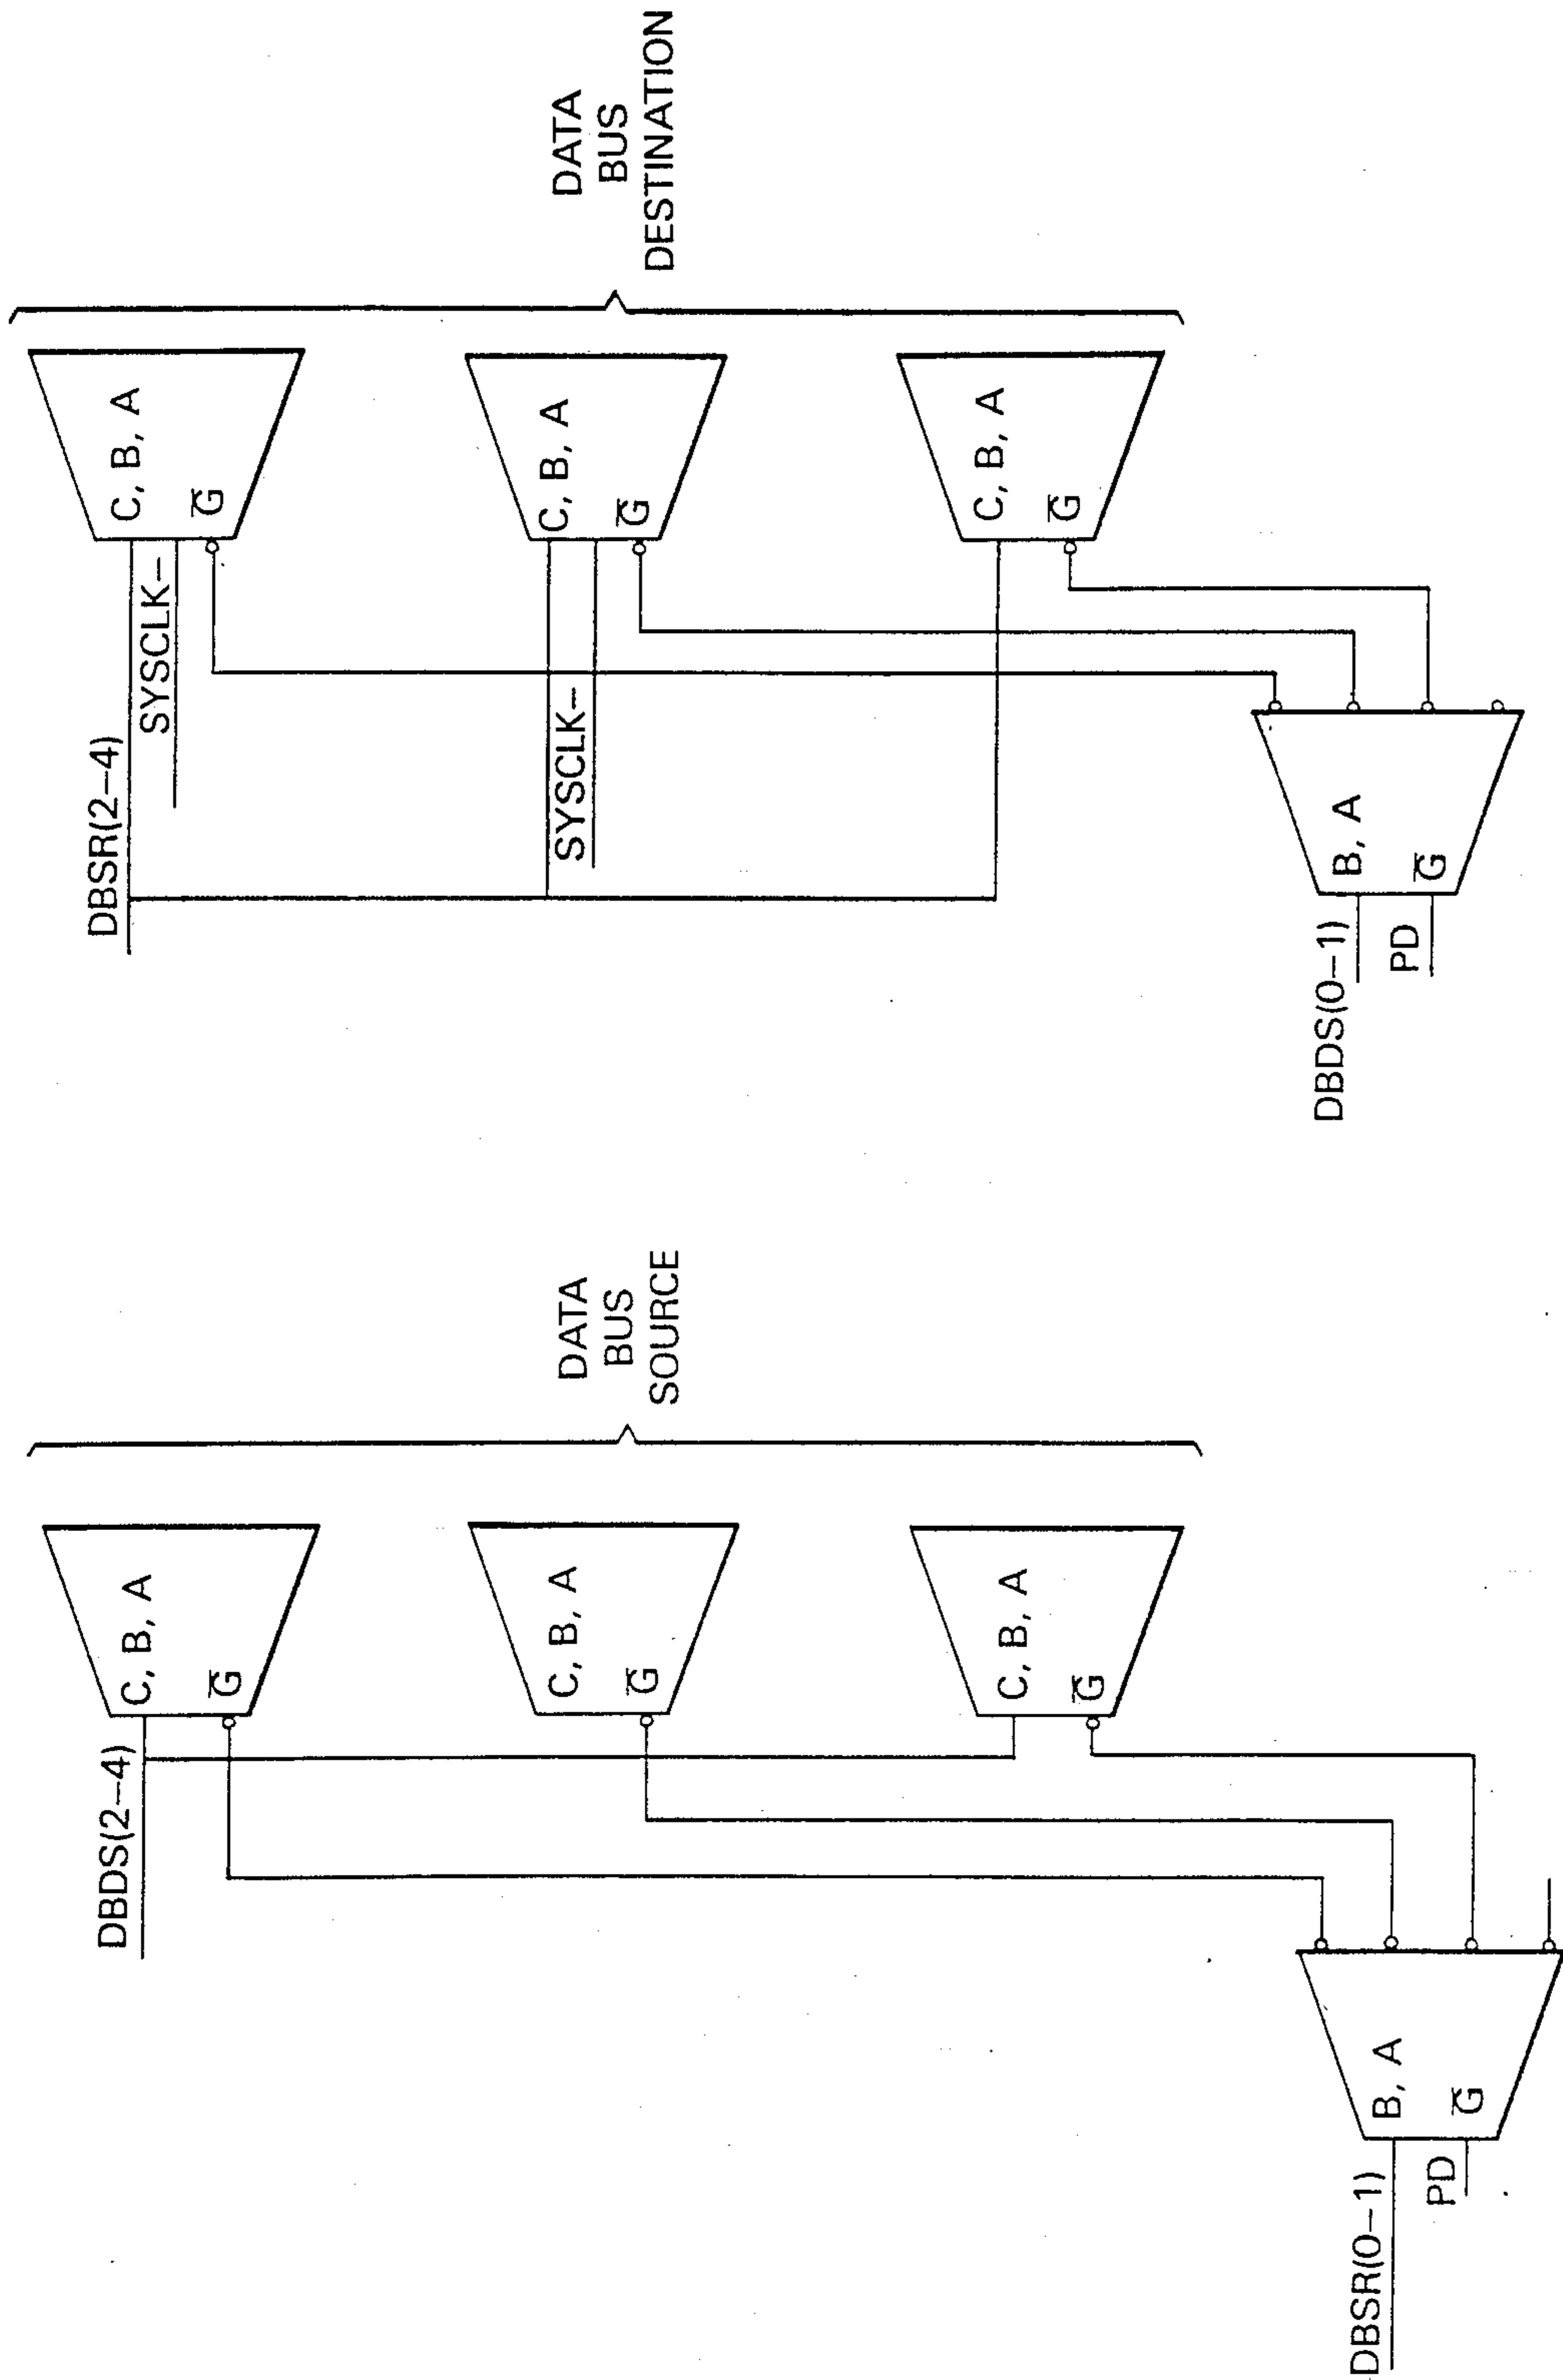 DBDS(2–4)
C, B, A
G̅
C, B, A
G̅
DATA
BUS
SOURCE
C, B, A
G̅
DBSR(0–1)
B, A
PD
G̅
DBSR(2–4)
C, B, A
SYSCLK–
G̅
C, B, A
SYSCLK–
G̅
DATA
BUS
DESTINATION
C, B, A
G̅
DBDS(0–1)
B, A
PD
G̅